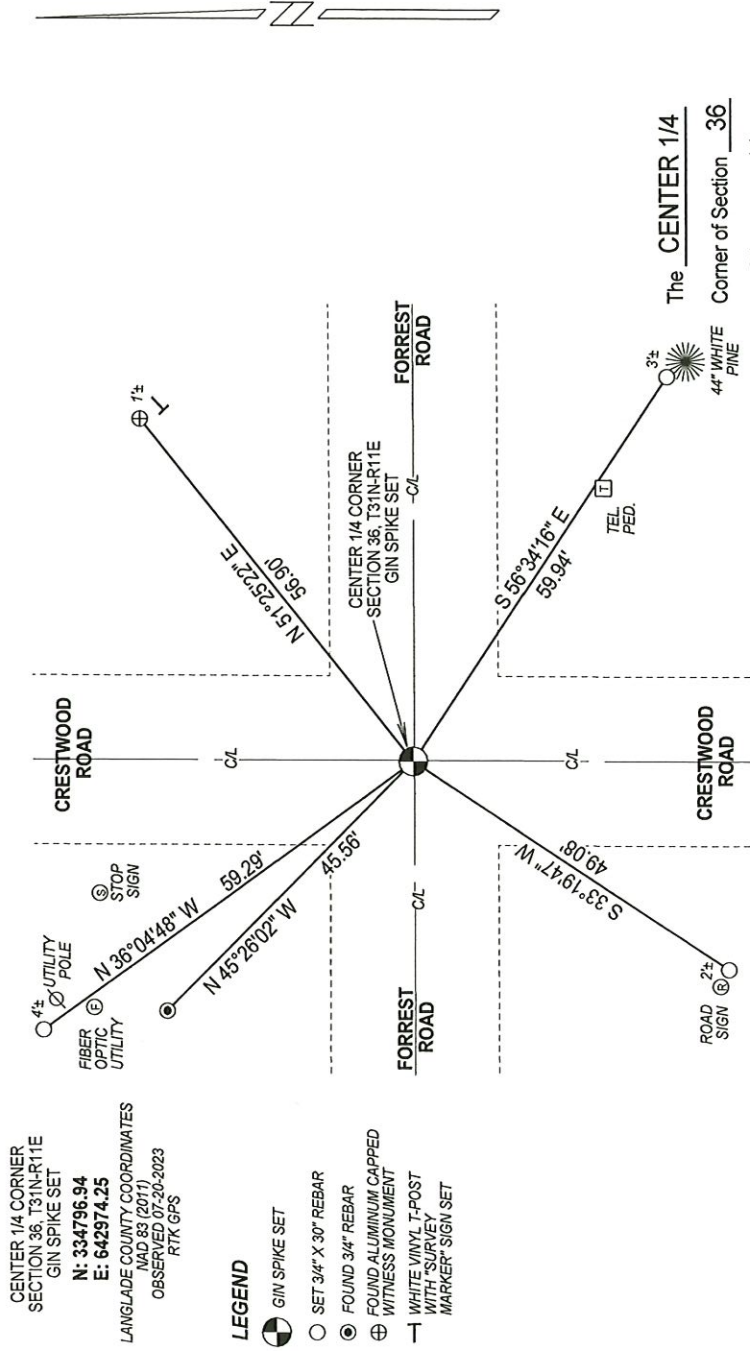 CENTER 1/4 CORNER
SECTION 36, T31N-R11E
GIN SPIKE SET
N: 334796.94
E: 642974.25
LANGLADE COUNTY COORDINATES
NAD 83 (2011)
OBSERVED 07-20-2023
RTK GPS
LEGEND
GIN SPIKE SET
SET 3/4" X 30" REBAR
FOUND 3/4" REBAR
FOUND ALUMINUM CAPPED
WITNESS MONUMENT
WHITE VINYL T-POST
WITH "SURVEY
MARKER" SIGN SET
4'±
UTILITY
POLE
FIBER
OPTIC
UTILITY
S
STOP
SIGN
F
N 36°04'48" W 59.29'
N 45°26'02" W
45.56'
CRESTWOOD
ROAD
C/L
N 51°25'22" E
56.90'
1'±
CENTER 1/4 CORNER
SECTION 36, T31N-R11E
GIN SPIKE SET
FORREST
ROAD
C/L
FORREST
ROAD
C/L
S 33°19'47" W
49.08'
ROAD
SIGN
R
2'±
C/L
CRESTWOOD
ROAD
S 56°34'16" E
59.94'
T
TEL.
PED.
3'±
44" WHITE
PINE
N
The CENTER 1/4
Corner of Section 36